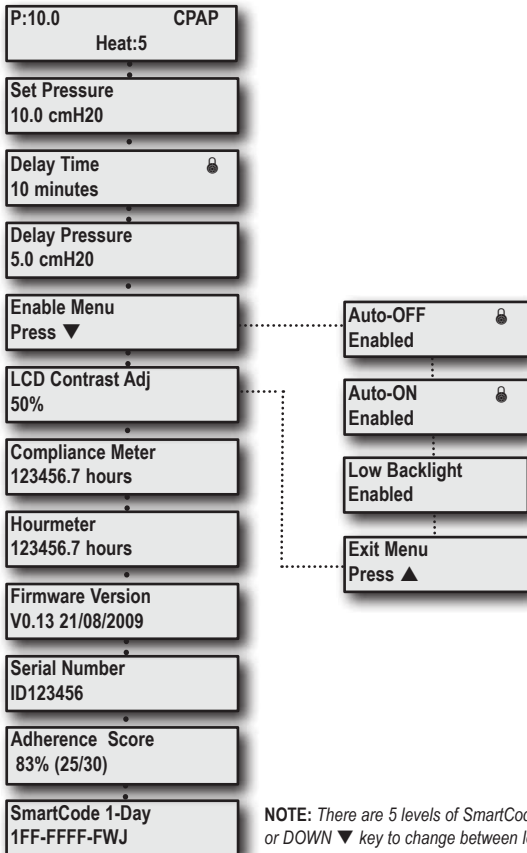 P:10.0 CPAP
Heat:5
Set Pressure
10.0 cmH20
Delay Time
10 minutes
Delay Pressure
5.0 cmH20
Enable Menu
Press ▼
LCD Contrast Adj
50%
Compliance Meter
123456.7 hours
Hourmeter
123456.7 hours
Firmware Version
V0.13 21/08/2009
Serial Number
ID123456
Adherence Score
83% (25/30)
SmartCode 1-Day
1FF-FFFF-FWJ
Auto-OFF
Enabled
Auto-ON
Enabled
Low Backlight
Enabled
Exit Menu
Press ▲
NOTE: There are 5 levels of
or DOWN ▼ key to change between